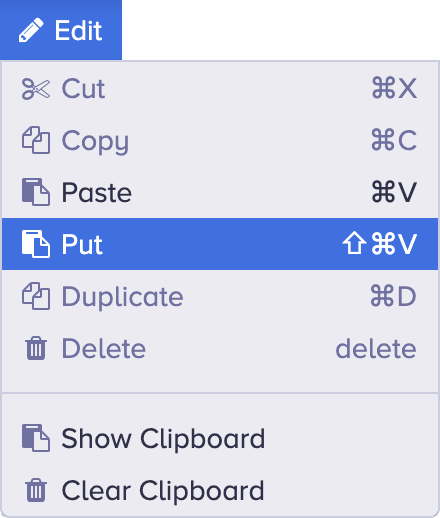 Edit
Cut ⌘X
Copy ⌘C
Paste ⌘V
Put ⇧⌘V
Duplicate ⌘D
Delete delete
Show Clipboard
Clear Clipboard